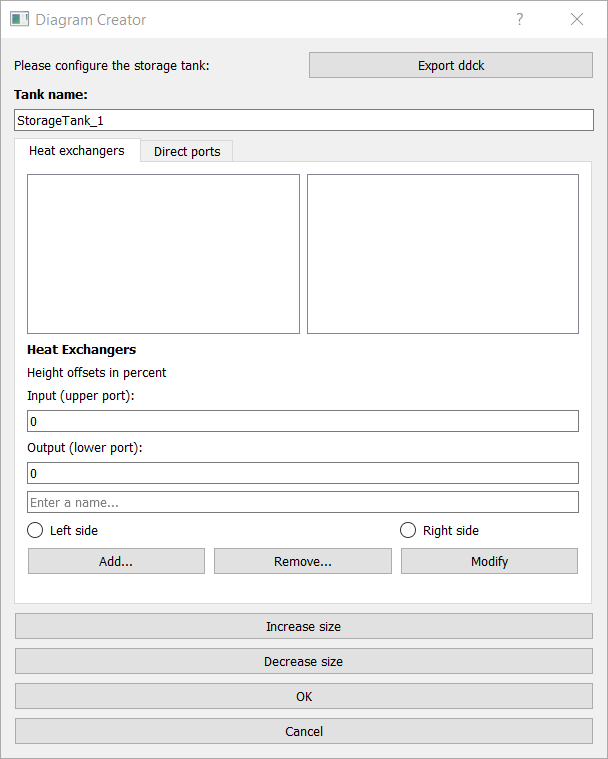 Diagram Creator
?
Please configure the storage tank:
Export ddck
Tank name:
StorageTank_1
Heat exchangers
Direct ports
Heat Exchangers
Height offsets in percent
Input (upper port):
0
Output (lower port):
0
Enter a name...
Left side
Right side
Add...
Remove...
Modify
Increase size
Decrease size
OK
Cancel